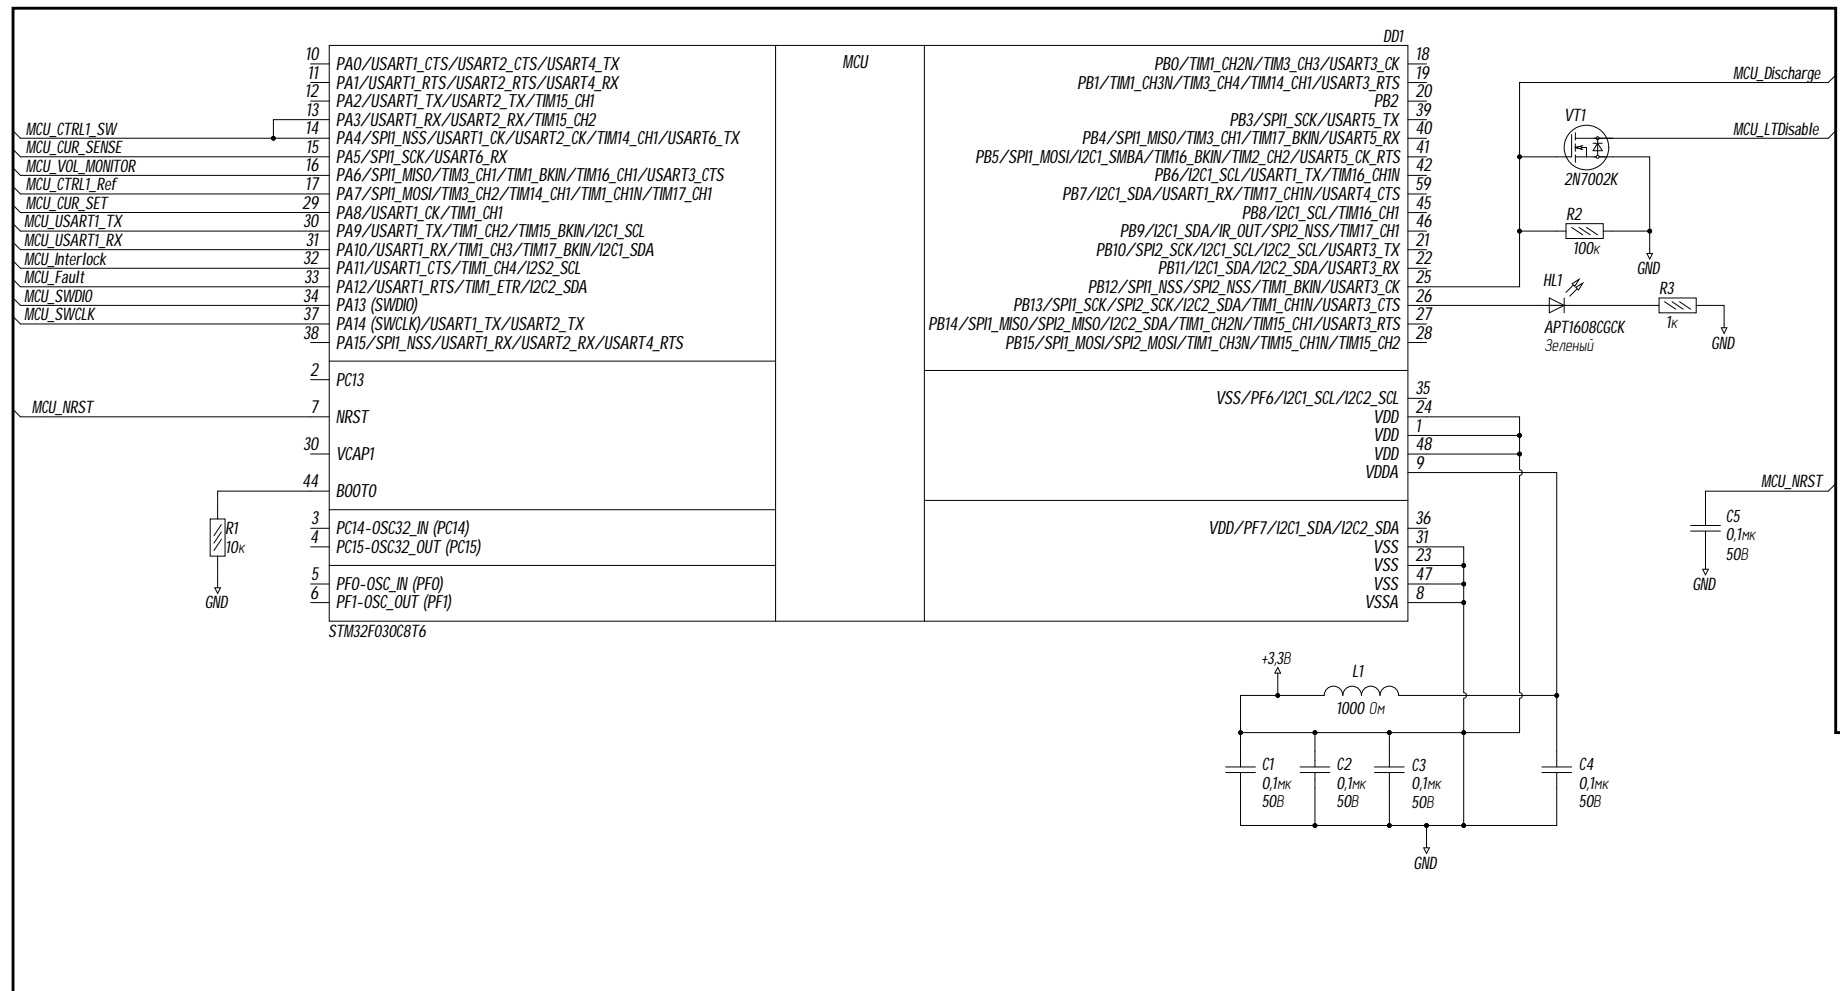 DD1
MCU
10 PA0/USART1_CTS/USART2_CTS/USART4_TX
11 PA1/USART1_RTS/USART2_RTS/USART4_RX
12 PA2/USART1_TX/USART2_TX/TIM15_CH1
13 PA3/USART1_RX/USART2_RX/TIM15_CH2
MCU_CTRL1_SW 14 PA4/SPI1_NSS/USART1_CK/USART2_CK/TIM14_CH1/USART6_TX
MCU_CUR_SENSE 15 PA5/SPI1_SCK/USART6_RX
MCU_VOL_MONITOR 16 PA6/SPI1_MISO/TIM3_CH1/TIM1_BKIN/TIM16_CH1/USART3_CTS
MCU_CTRL1_Ref 17 PA7/SPI1_MOSI/TIM3_CH2/TIM14_CH1/TIM1_CH1N/TIM17_CH1
MCU_CUR_SET 29 PA8/USART1_CK/TIM1_CH1
MCU_USART1_TX 30 PA9/USART1_TX/TIM1_CH2/TIM15_BKIN/I2C1_SCL
MCU_USART1_RX 31 PA10/USART1_RX/TIM1_CH3/TIM17_BKIN/I2C1_SDA
MCU_Interlock 32 PA11/USART1_CTS/TIM1_CH4/I2S2_SCL
MCU_Fault 33 PA12/USART1_RTS/TIM1_ETR/I2C2_SDA
MCU_SWDIO 34 PA13 (SWDIO)
MCU_SWCLK 37 PA14 (SWCLK)/USART1_TX/USART2_TX
38 PA15/SPI1_NSS/USART1_RX/USART2_RX/USART4_RTS
2 PC13
MCU_NRST 7 NRST
30 VCAP1
44 BOOT0
R1
10к
GND
3 PC14-OSC32_IN (PC14)
4 PC15-OSC32_OUT (PC15)
5 PF0-OSC_IN (PF0)
6 PF1-OSC_OUT (PF1)
STM32F030C8T6
PB0/TIM1_CH2N/TIM3_CH3/USART3_CK 18
PB1/TIM1_CH3N/TIM3_CH4/TIM14_CH1/USART3_RTS 19
PB2 20
PB3/SPI1_SCK/USART5_TX 39
PB4/SPI1_MISO/TIM3_CH1/TIM17_BKIN/USART5_RX 40
PB5/SPI1_MOSI/I2C1_SMBA/TIM16_BKIN/TIM2_CH2/USART5_CK_RTS 41
PB6/I2C1_SCL/USART1_TX/TIM16_CH1N 42
PB7/I2C1_SDA/USART1_RX/TIM17_CH1N/USART4_CTS 59
PB8/I2C1_SCL/TIM16_CH1 45
PB9/I2C1_SDA/IR_OUT/SPI2_NSS/TIM17_CH1 46
PB10/SPI2_SCK/I2C1_SCL/I2C2_SCL/USART3_TX 21
PB11/I2C1_SDA/I2C2_SDA/USART3_RX 22
PB12/SPI1_NSS/SPI2_NSS/TIM1_BKIN/USART3_CK 25
PB13/SPI1_SCK/SPI2_SCK/I2C2_SDA/TIM1_CH1N/USART3_CTS 26
PB14/SPI1_MISO/SPI2_MISO/I2C2_SDA/TIM1_CH2N/TIM15_CH1/USART3_RTS 27
PB15/SPI1_MOSI/SPI2_MOSI/TIM1_CH3N/TIM15_CH1N/TIM15_CH2 28
VSS/PF6/I2C1_SCL/I2C2_SCL 35
VDD 24
VDD 1
VDD 48
VDDA 9
VDD/PF7/I2C1_SDA/I2C2_SDA 36
VSS 31
VSS 23
VSS 47
VSSA 8
MCU_Discharge
VT1
MCU_LTDisable
2N7002K
R2
100к
GND
HL1
APT1608CGCK
Зеленый
R3
1к
GND
MCU_NRST
C5
0,1мк
50В
GND
+3,3В
L1
1000 Ом
C1
0,1мк
50В
C2
0,1мк
50В
C3
0,1мк
50В
C4
0,1мк
50В
GND